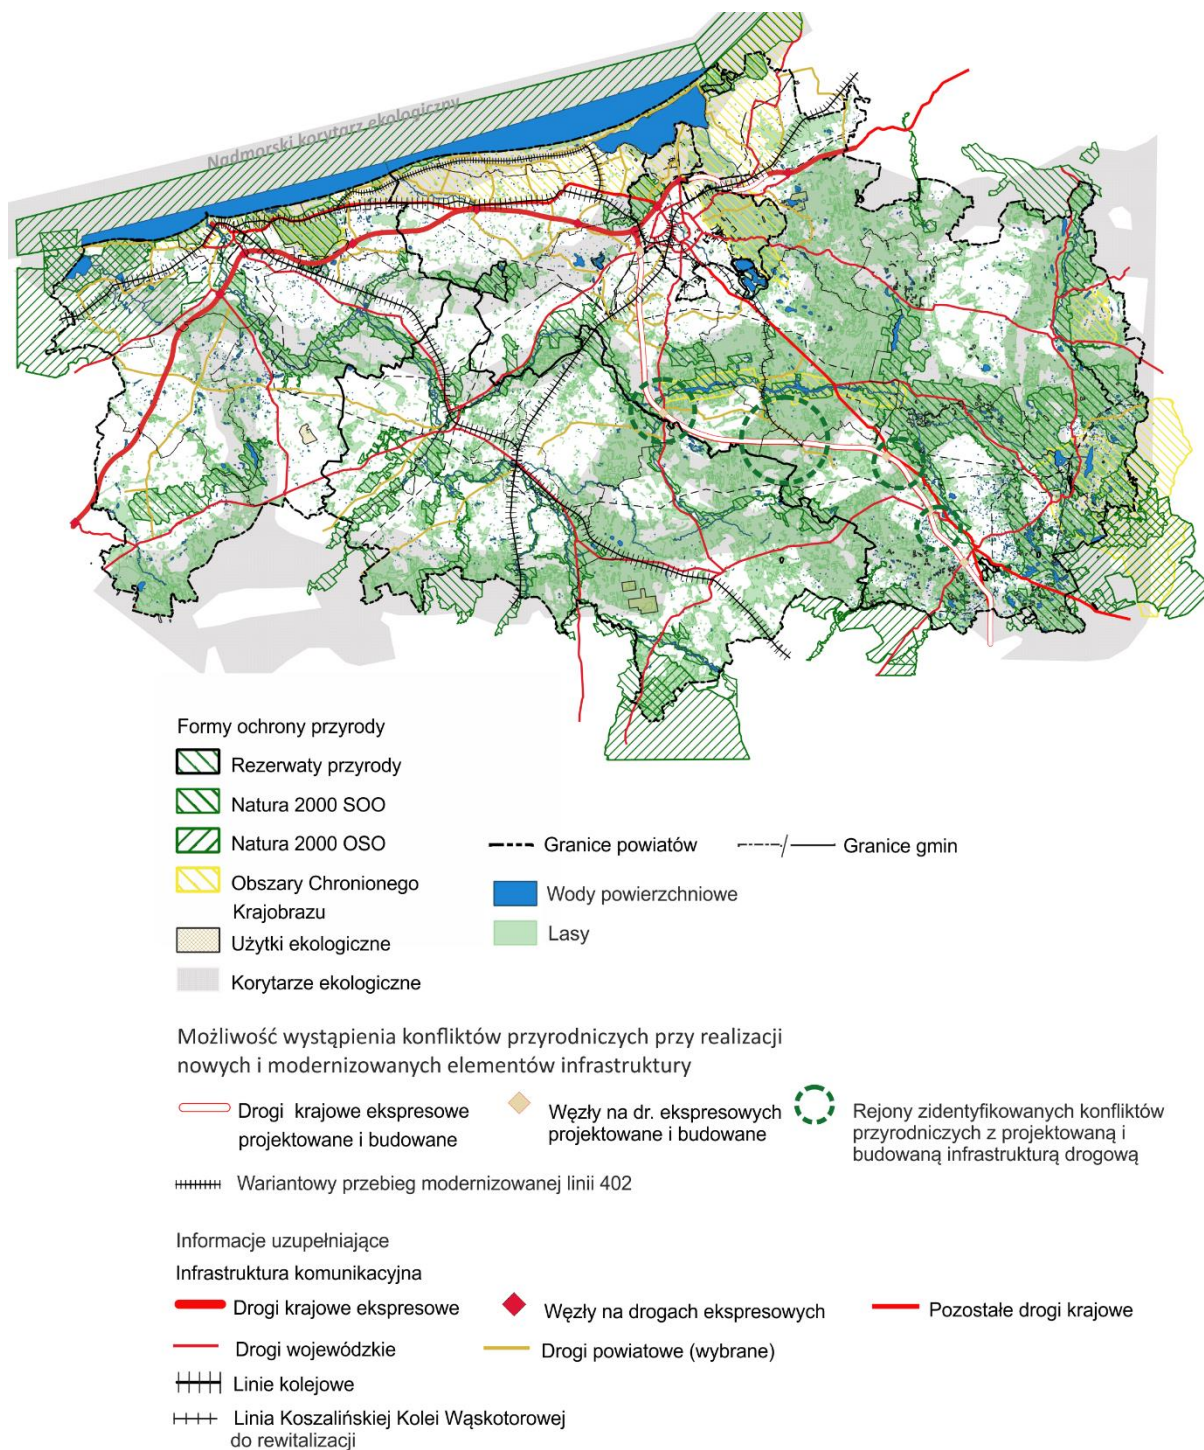 Nadmorski korytarz ekologiczny
Formy ochrony przyrody
Rezerwaty przyrody
Natura 2000 SOO
Natura 2000 OSO
Obszary Chronionego
Krajobrazu
Użytki ekologiczne
Korytarze ekologiczne
Granice powiatów
Granice gmin
Wody powierzchniowe
Lasy
Możliwość wystąpienia konfliktów przyrodniczych przy realizacji
nowych i modernizowanych elementów infrastruktury
Drogi krajowe ekspresowe
projektowane i budowane
Węzły na dr. ekspresowych
projektowane i budowane
Rejony zidentyfikowanych konfliktów
przyrodniczych z projektowaną i
budowaną infrastrukturą drogową
Wariantowy przebieg modernizowanej linii 402
Informacje uzupełniające
Infrastruktura komunikacyjna
Drogi krajowe ekspresowe
Węzły na drogach ekspresowych
Pozostałe drogi krajowe
Drogi wojewódzkie
Drogi powiatowe (wybrane)
Linie kolejowe
Linia Koszalińskiej Kolei Wąskotorowej
do rewitalizacji